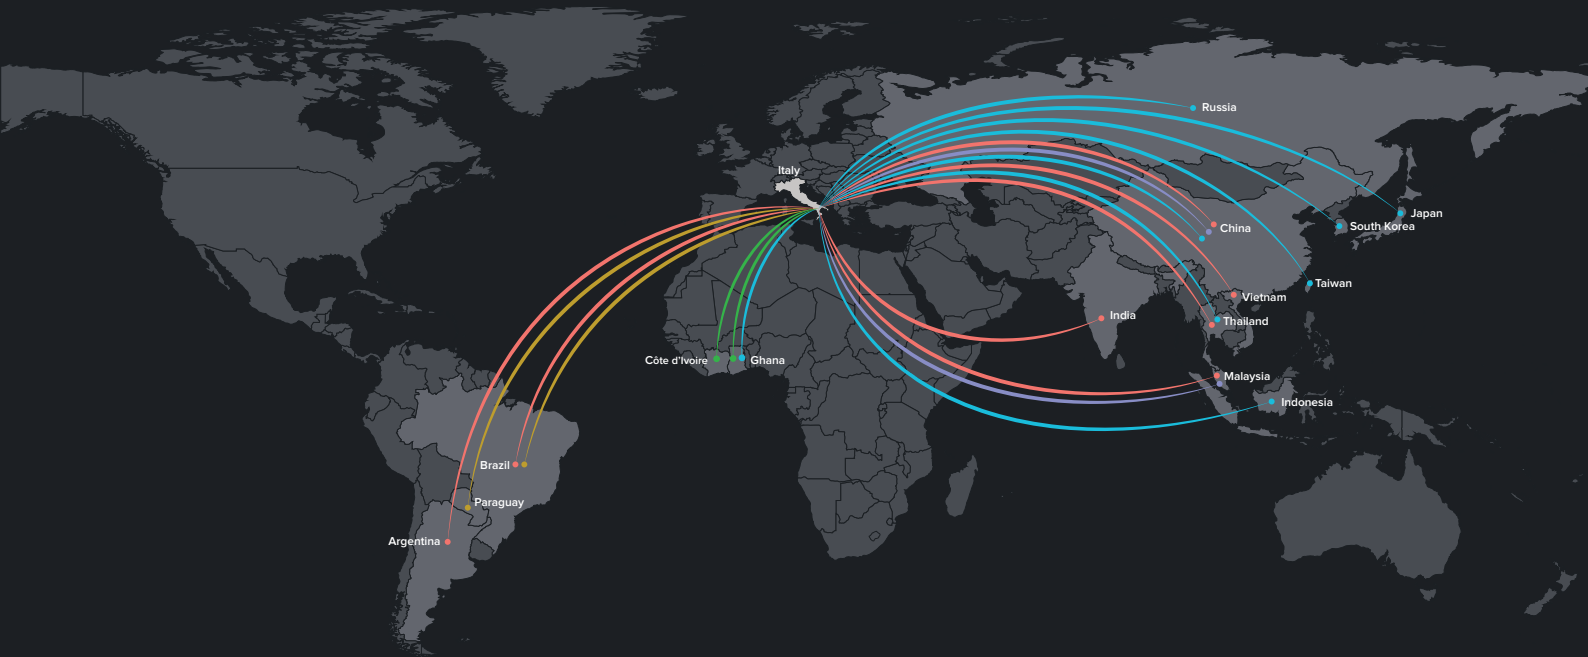 Russia
Italy
Japan
South Korea
China
Taiwan
Vietnam
India
Thailand
Côte d'Ivoire
Ghana
Malaysia
Indonesia
Brazil
Paraguay
Argentina